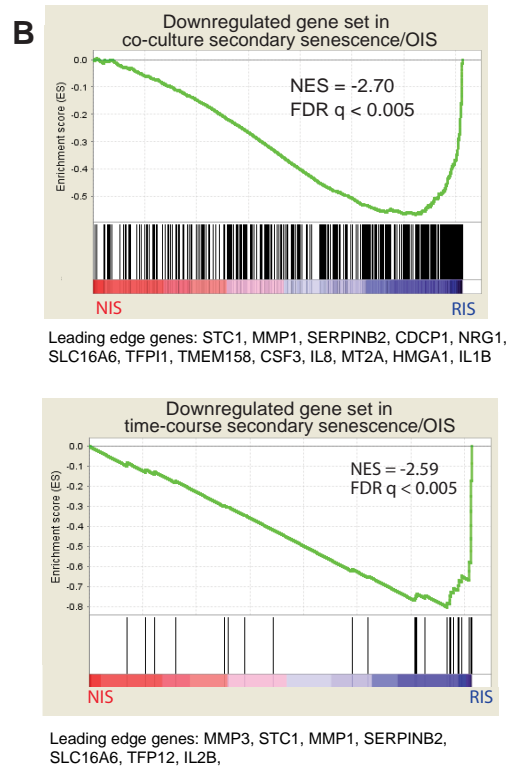 B
Downregulated gene set in
co-culture secondary senescence/OIS
Enrichment score (ES)
0.0
-0.1
-0.2
-0.3
-0.4
-0.5
NES = -2.70
FDR q < 0.005
NIS
RIS
Leading edge genes: STC1, MMP1, SERPINB2, CDCP1, NRG1,
SLC16A6, TFPI1, TMEM158, CSF3, IL8, MT2A, HMGA1, IL1B
Downregulated gene set in
time-course secondary senescence/OIS
Enrichment score (ES)
0.0
-0.1
-0.2
-0.3
-0.4
-0.5
-0.6
-0.7
-0.8
NES = -2.59
FDR q < 0.005
NIS
RIS
Leading edge genes: MMP3, STC1, MMP1, SERPINB2,
SLC16A6, TFP12, IL2B,